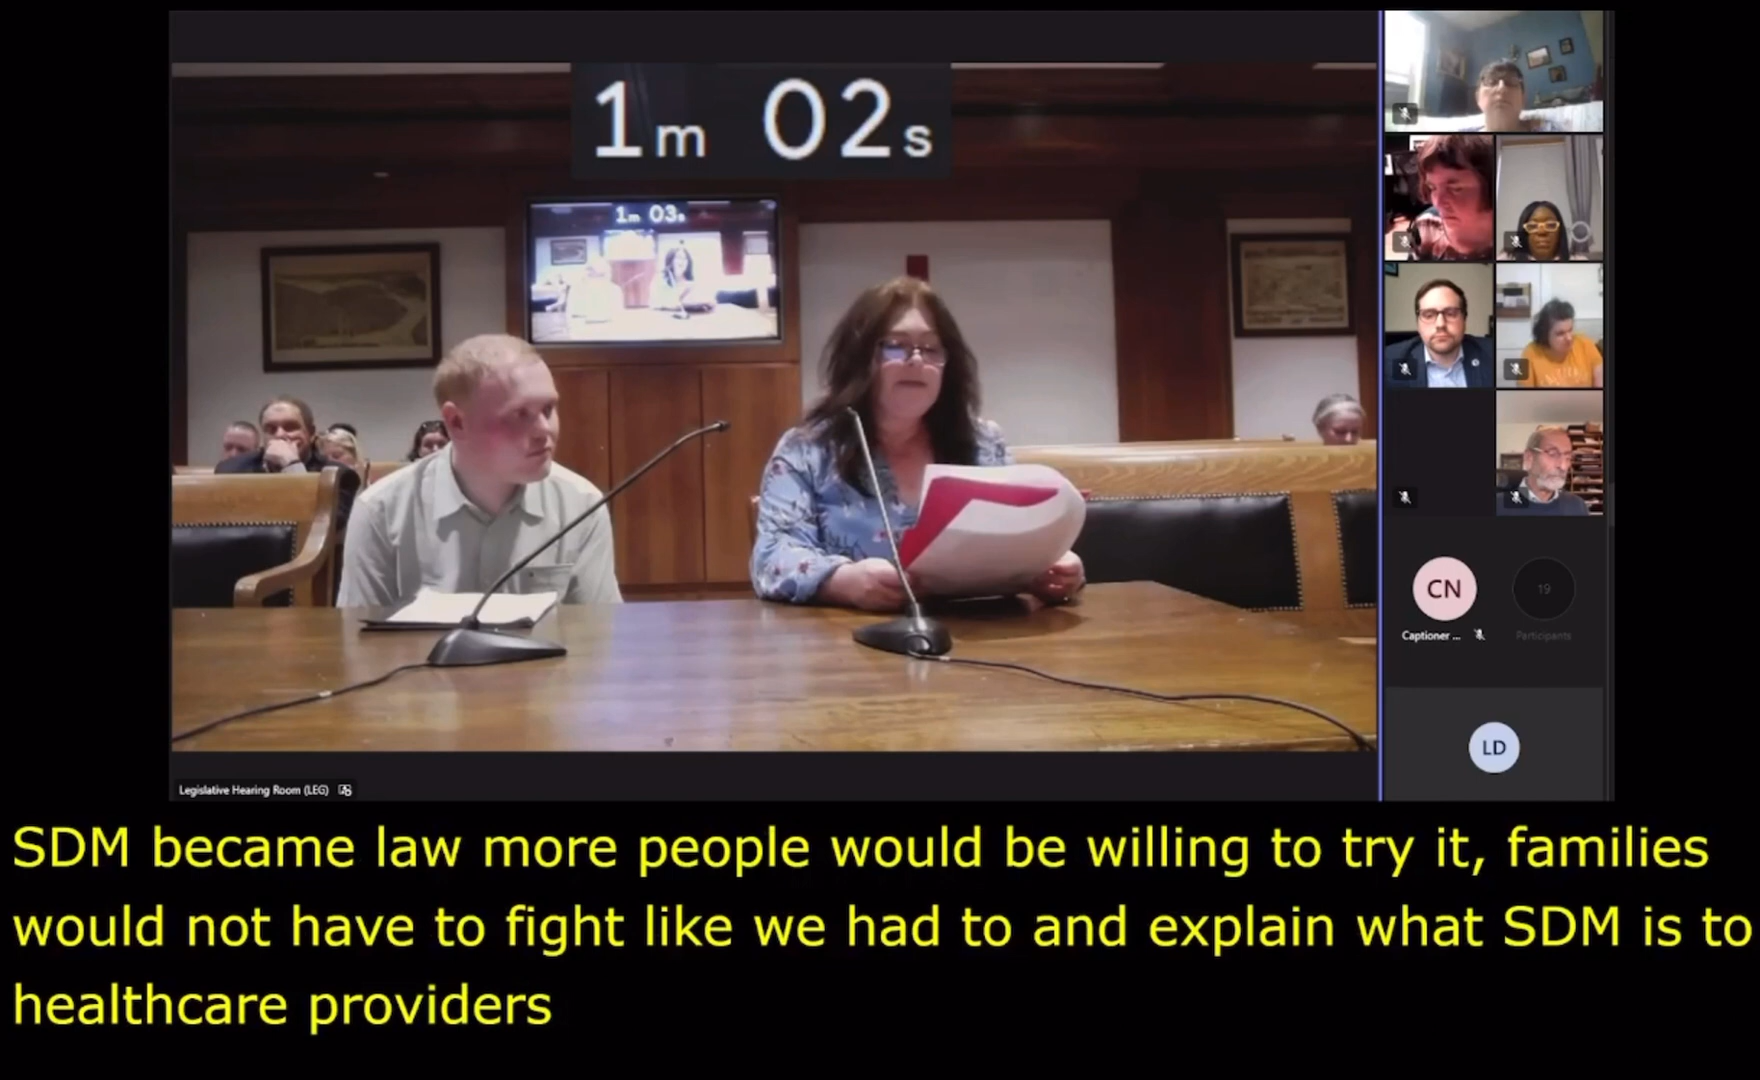 1m 02s
1m 03s
CN
19
Captioner ...
Participants
LD
Legislative Hearing Room (LEG)
SDM became law more people would be willing to try it, families
would not have to fight like we had to and explain what SDM is to
healthcare providers